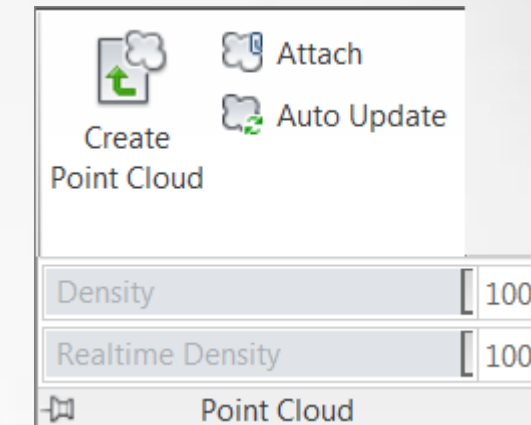 Attach
Auto Update
Create
Point Cloud
Density 100
Realtime Density 100
Point Cloud